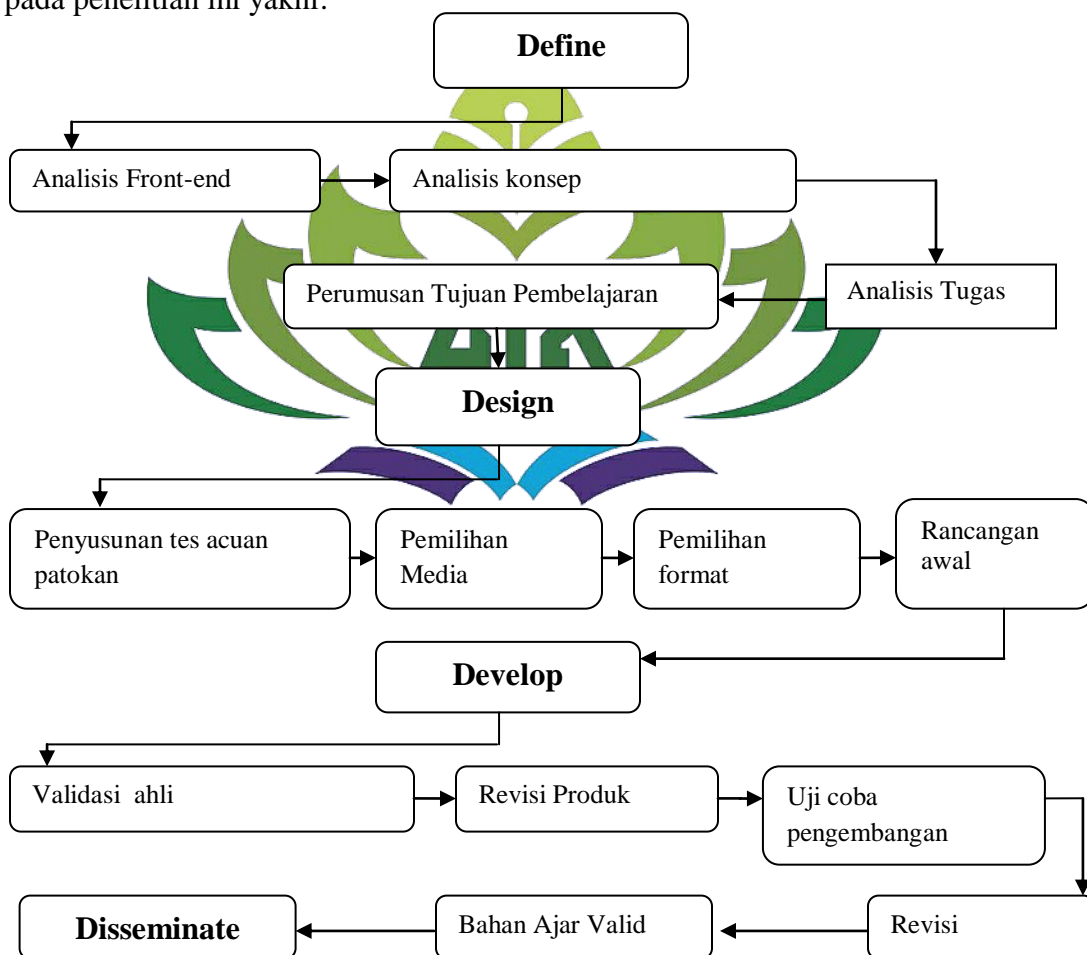 pada penelitian ini yakni:
Define
Analisis Front-end
Analisis konsep
Analisis Tugas
Perumusan Tujuan Pembelajaran
Design
Penyusunan tes acuan
patokan
Pemilihan
Media
Pemilihan
format
Rancangan
awal
Develop
Validasi ahli
Revisi Produk
Uji coba
pengembangan
Revisi
Bahan Ajar Valid
Disseminate